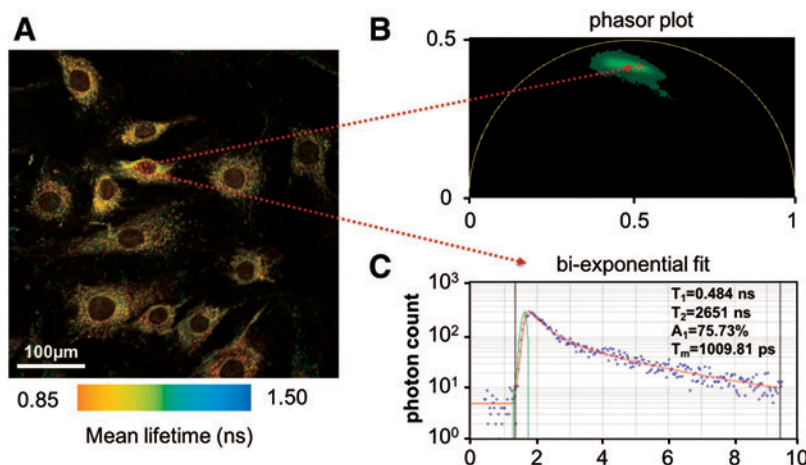 A
100μm
0.85
1.50
Mean lifetime (ns)
B
phasor plot
0.5
0
0
0.5
1
C
bi-exponential fit
photon count
10³
10²
10¹
10⁰
T₁=0.484 ns
T₂=2651 ns
A₁=75.73%
Tₘ=1009.81 ps
0
2
4
6
8
10